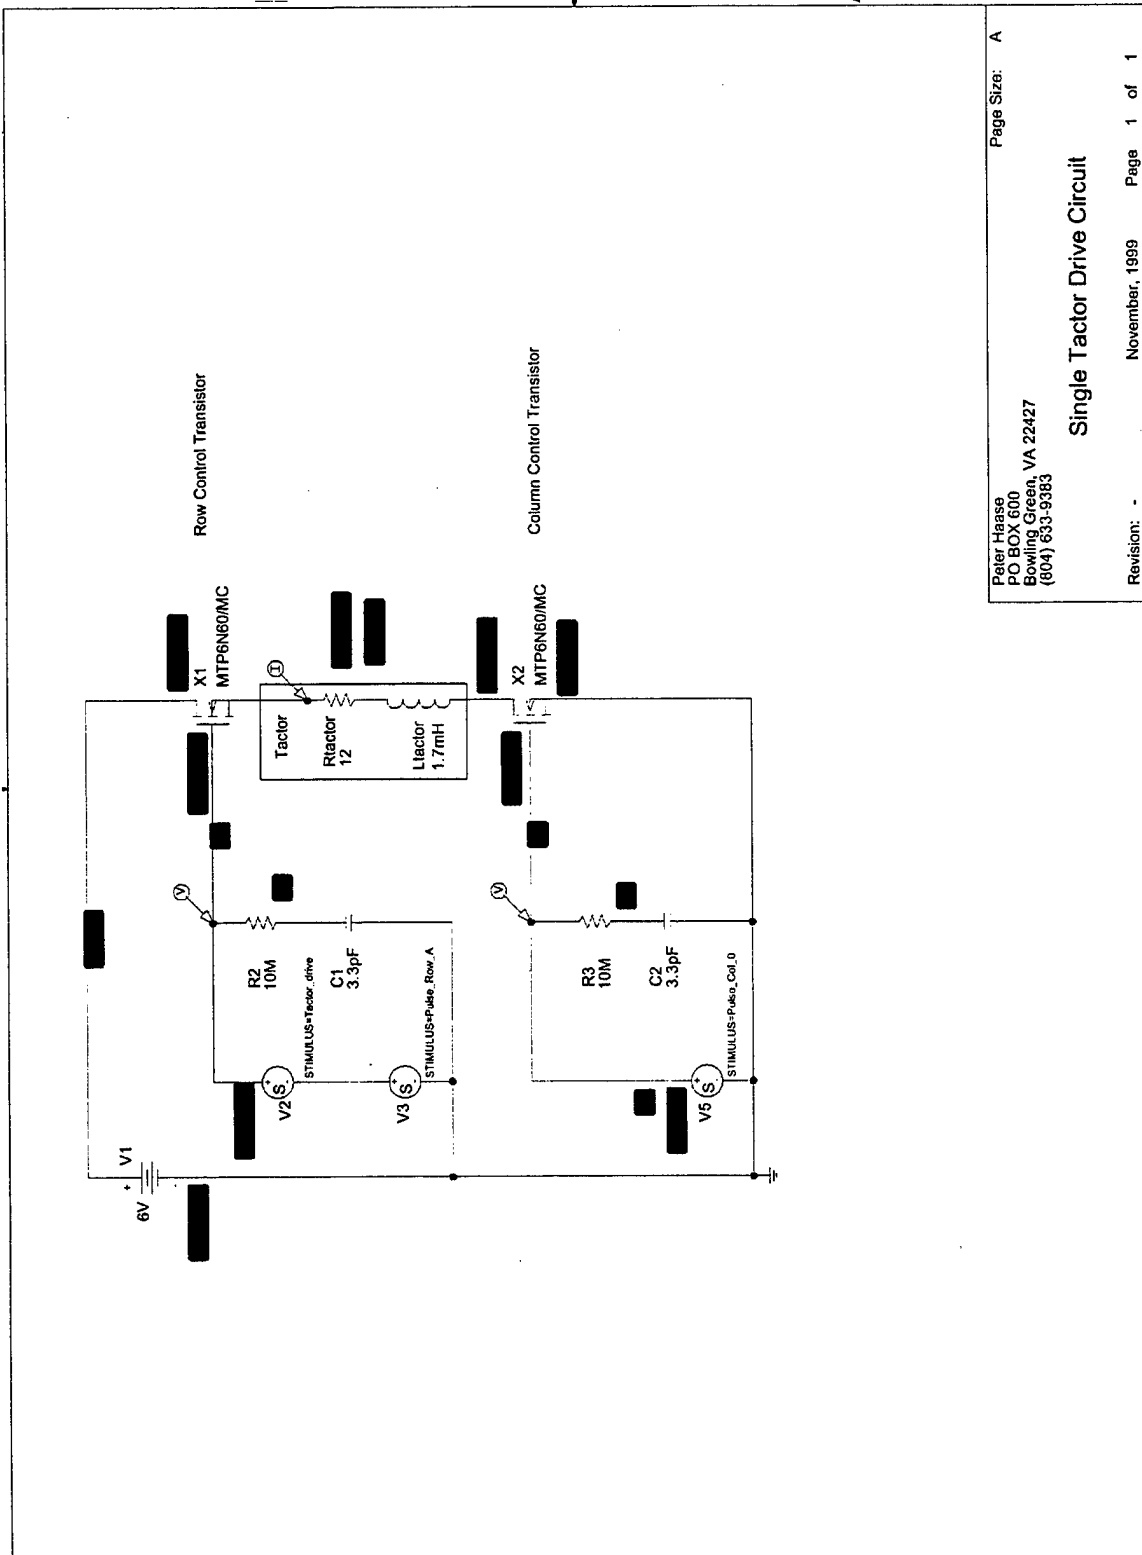 V1
+
6V
X1
MTP6N60/MC
Row Control Transistor
V
R2
10M
C1
3.3pF
V2
S
+
-
STIMULUS=Tactor_drive
V3
S
+
-
STIMULUS=Pulse_Row_A
I
Tactor
Rtactor
12
Ltactor
1.7mH
X2
MTP6N60/MC
Column Control Transistor
V
R3
10M
C2
3.3pF
V5
S
+
-
STIMULUS=Pulse_Col_0
Peter Haase
PO BOX 600
Bowling Green, VA 22427
(804) 633-9383
Page Size: A
Single Tactor Drive Circuit
Revision: - November, 1999 Page 1 of 1